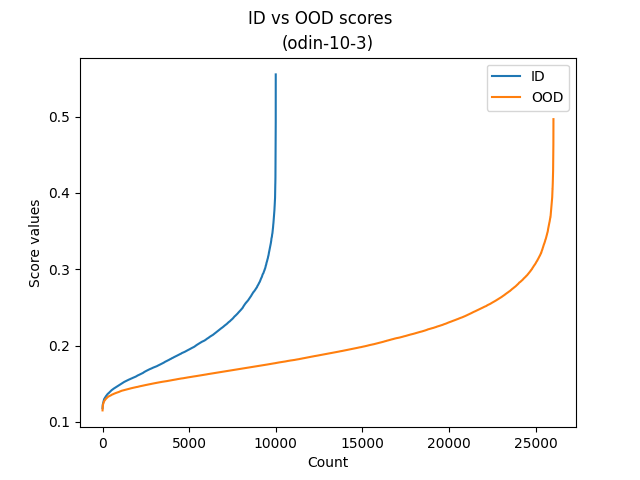 ID vs OOD scores
(odin-10-3)
ID
OOD
0.5
0.4
0.3
0.2
0.1
Score values
0 5000 10000 15000 20000 25000
Count